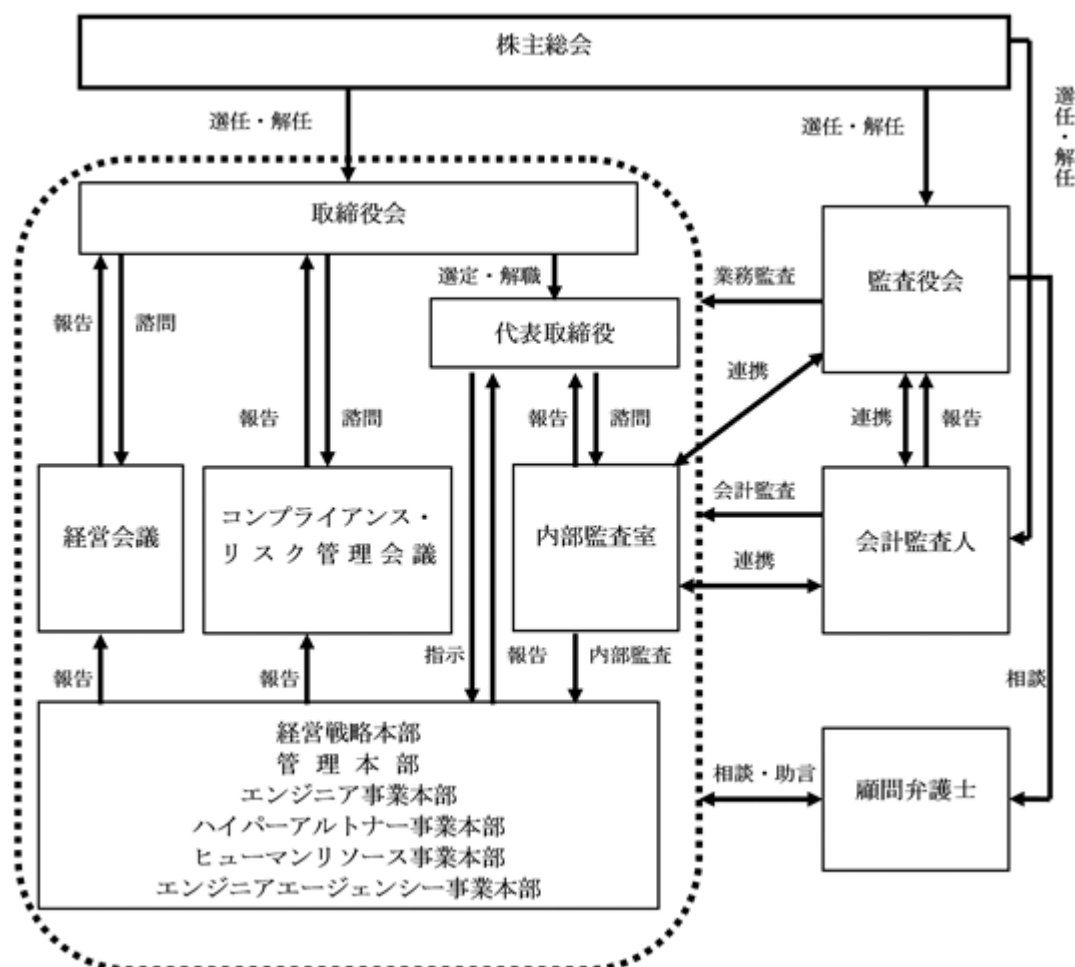 株主総会
選任・解任
選任・解任
選任・解任
取締役会
監査役会
選定・解職
業務監査
代表取締役
報告
諮問
連携
報告
諮問
報告
諮問
連携
報告
経営会議
コンプライアンス・
リスク管理会議
内部監査室
会計監査
会計監査人
連携
報告
報告
指示
報告
内部監査
相談
経営戦略本部
管理本部
エンジニア事業本部
ハイパーアルトナー事業本部
ヒューマンリソース事業本部
エンジニアエージェンシー事業本部
相談・助言
顧問弁護士